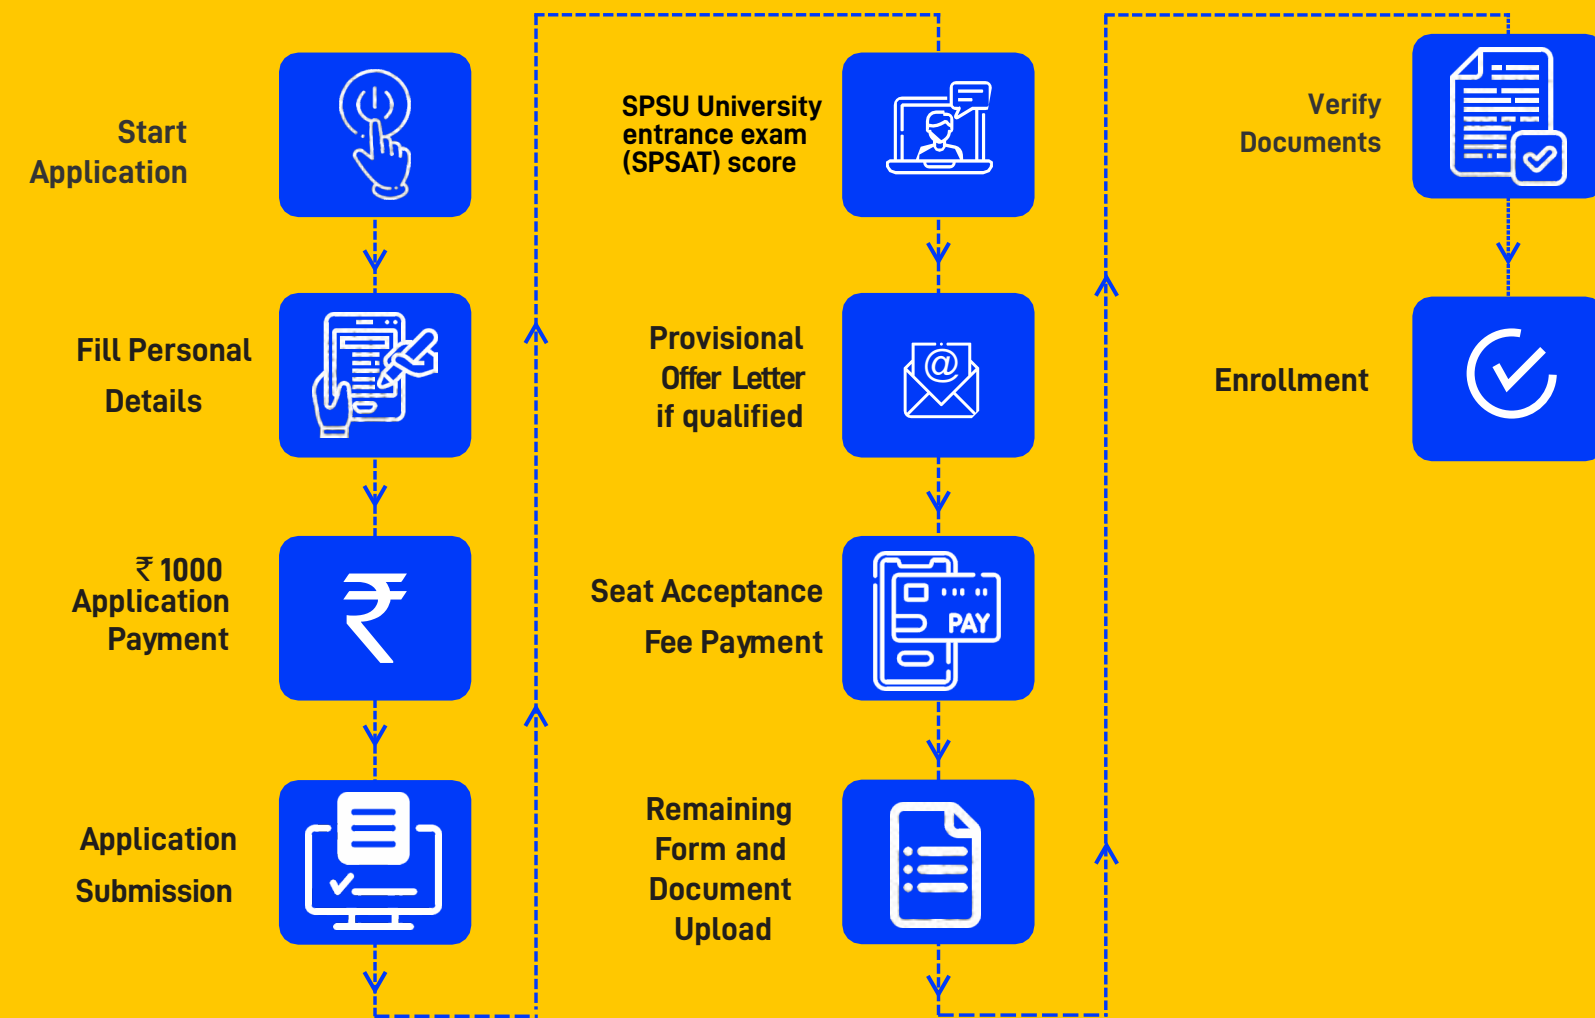 Start
Application
Fill Personal
Details
₹ 1000
Application
Payment
₹
Application
Submission
SPSU University
entrance exam
(SPSAT) score
Provisional
Offer Letter
if qualified
@
Seat Acceptance
Fee Payment
PAY
Remaining
Form and
Document
Upload
Verify
Documents
Enrollment